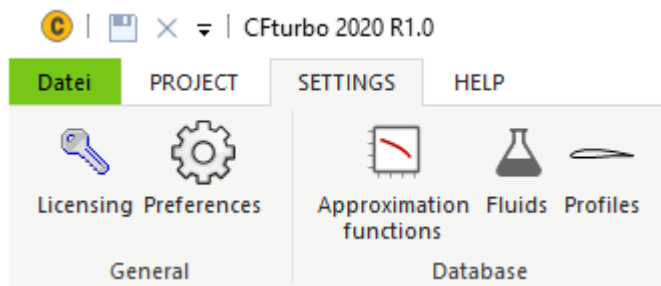 C CFturbo 2020 R1.0
Datei PROJECT SETTINGS HELP
Licensing Preferences Approximation functions Fluids Profiles
General Database